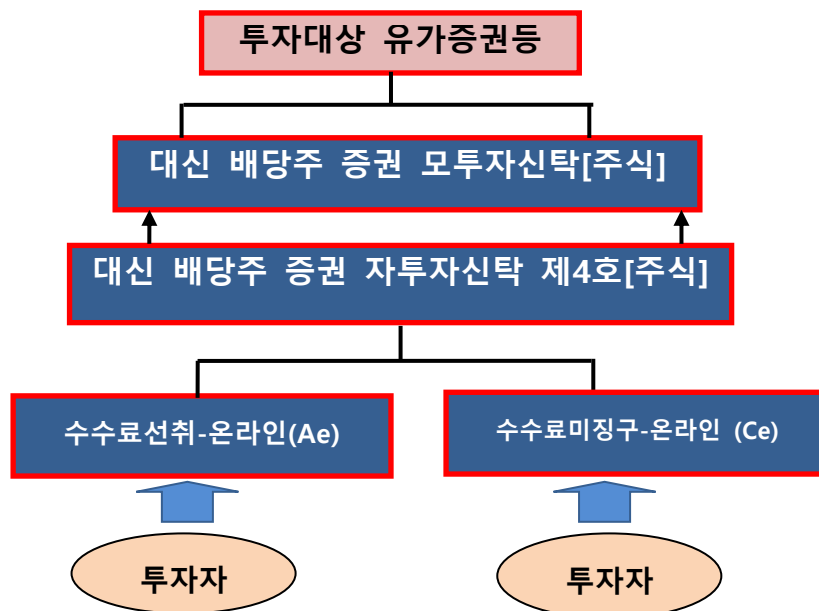 투자대상 유가증권등
대신 배당주 증권 모투자신탁[주식]
대신 배당주 증권 자투자신탁 제4호[주식]
수수료선취-온라인(Ae)
수수료미징구-온라인 (Ce)
투자자
투자자